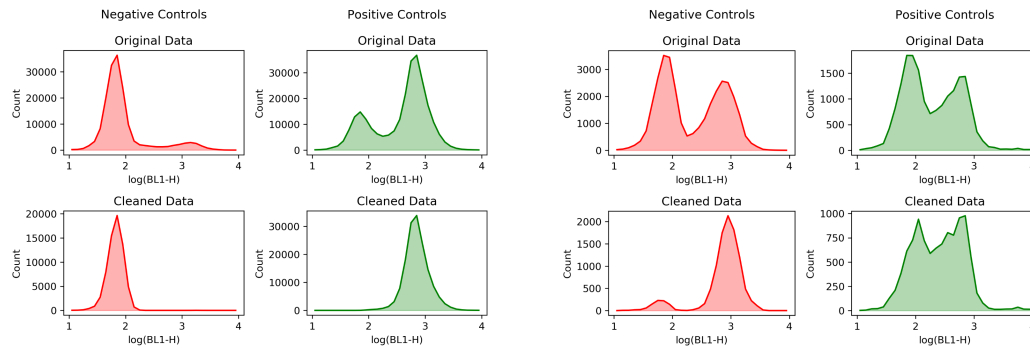 Negative Controls
Positive Controls
Negative Controls
Positive Controls
Original Data
Original Data
Original Data
Original Data
Count
30000
20000
10000
0
1
2
3
4
log(BL1-H)
Count
30000
20000
10000
0
1
2
3
4
log(BL1-H)
Count
3000
2000
1000
0
1
2
3
4
log(BL1-H)
Count
1500
1000
500
0
1
2
3
4
log(BL1-H)
Cleaned Data
Cleaned Data
Cleaned Data
Cleaned Data
Count
20000
15000
10000
5000
0
1
2
3
4
log(BL1-H)
Count
30000
20000
10000
0
1
2
3
4
log(BL1-H)
Count
2000
1500
1000
500
0
1
2
3
4
log(BL1-H)
Count
1000
750
500
250
0
1
2
3
4
log(BL1-H)